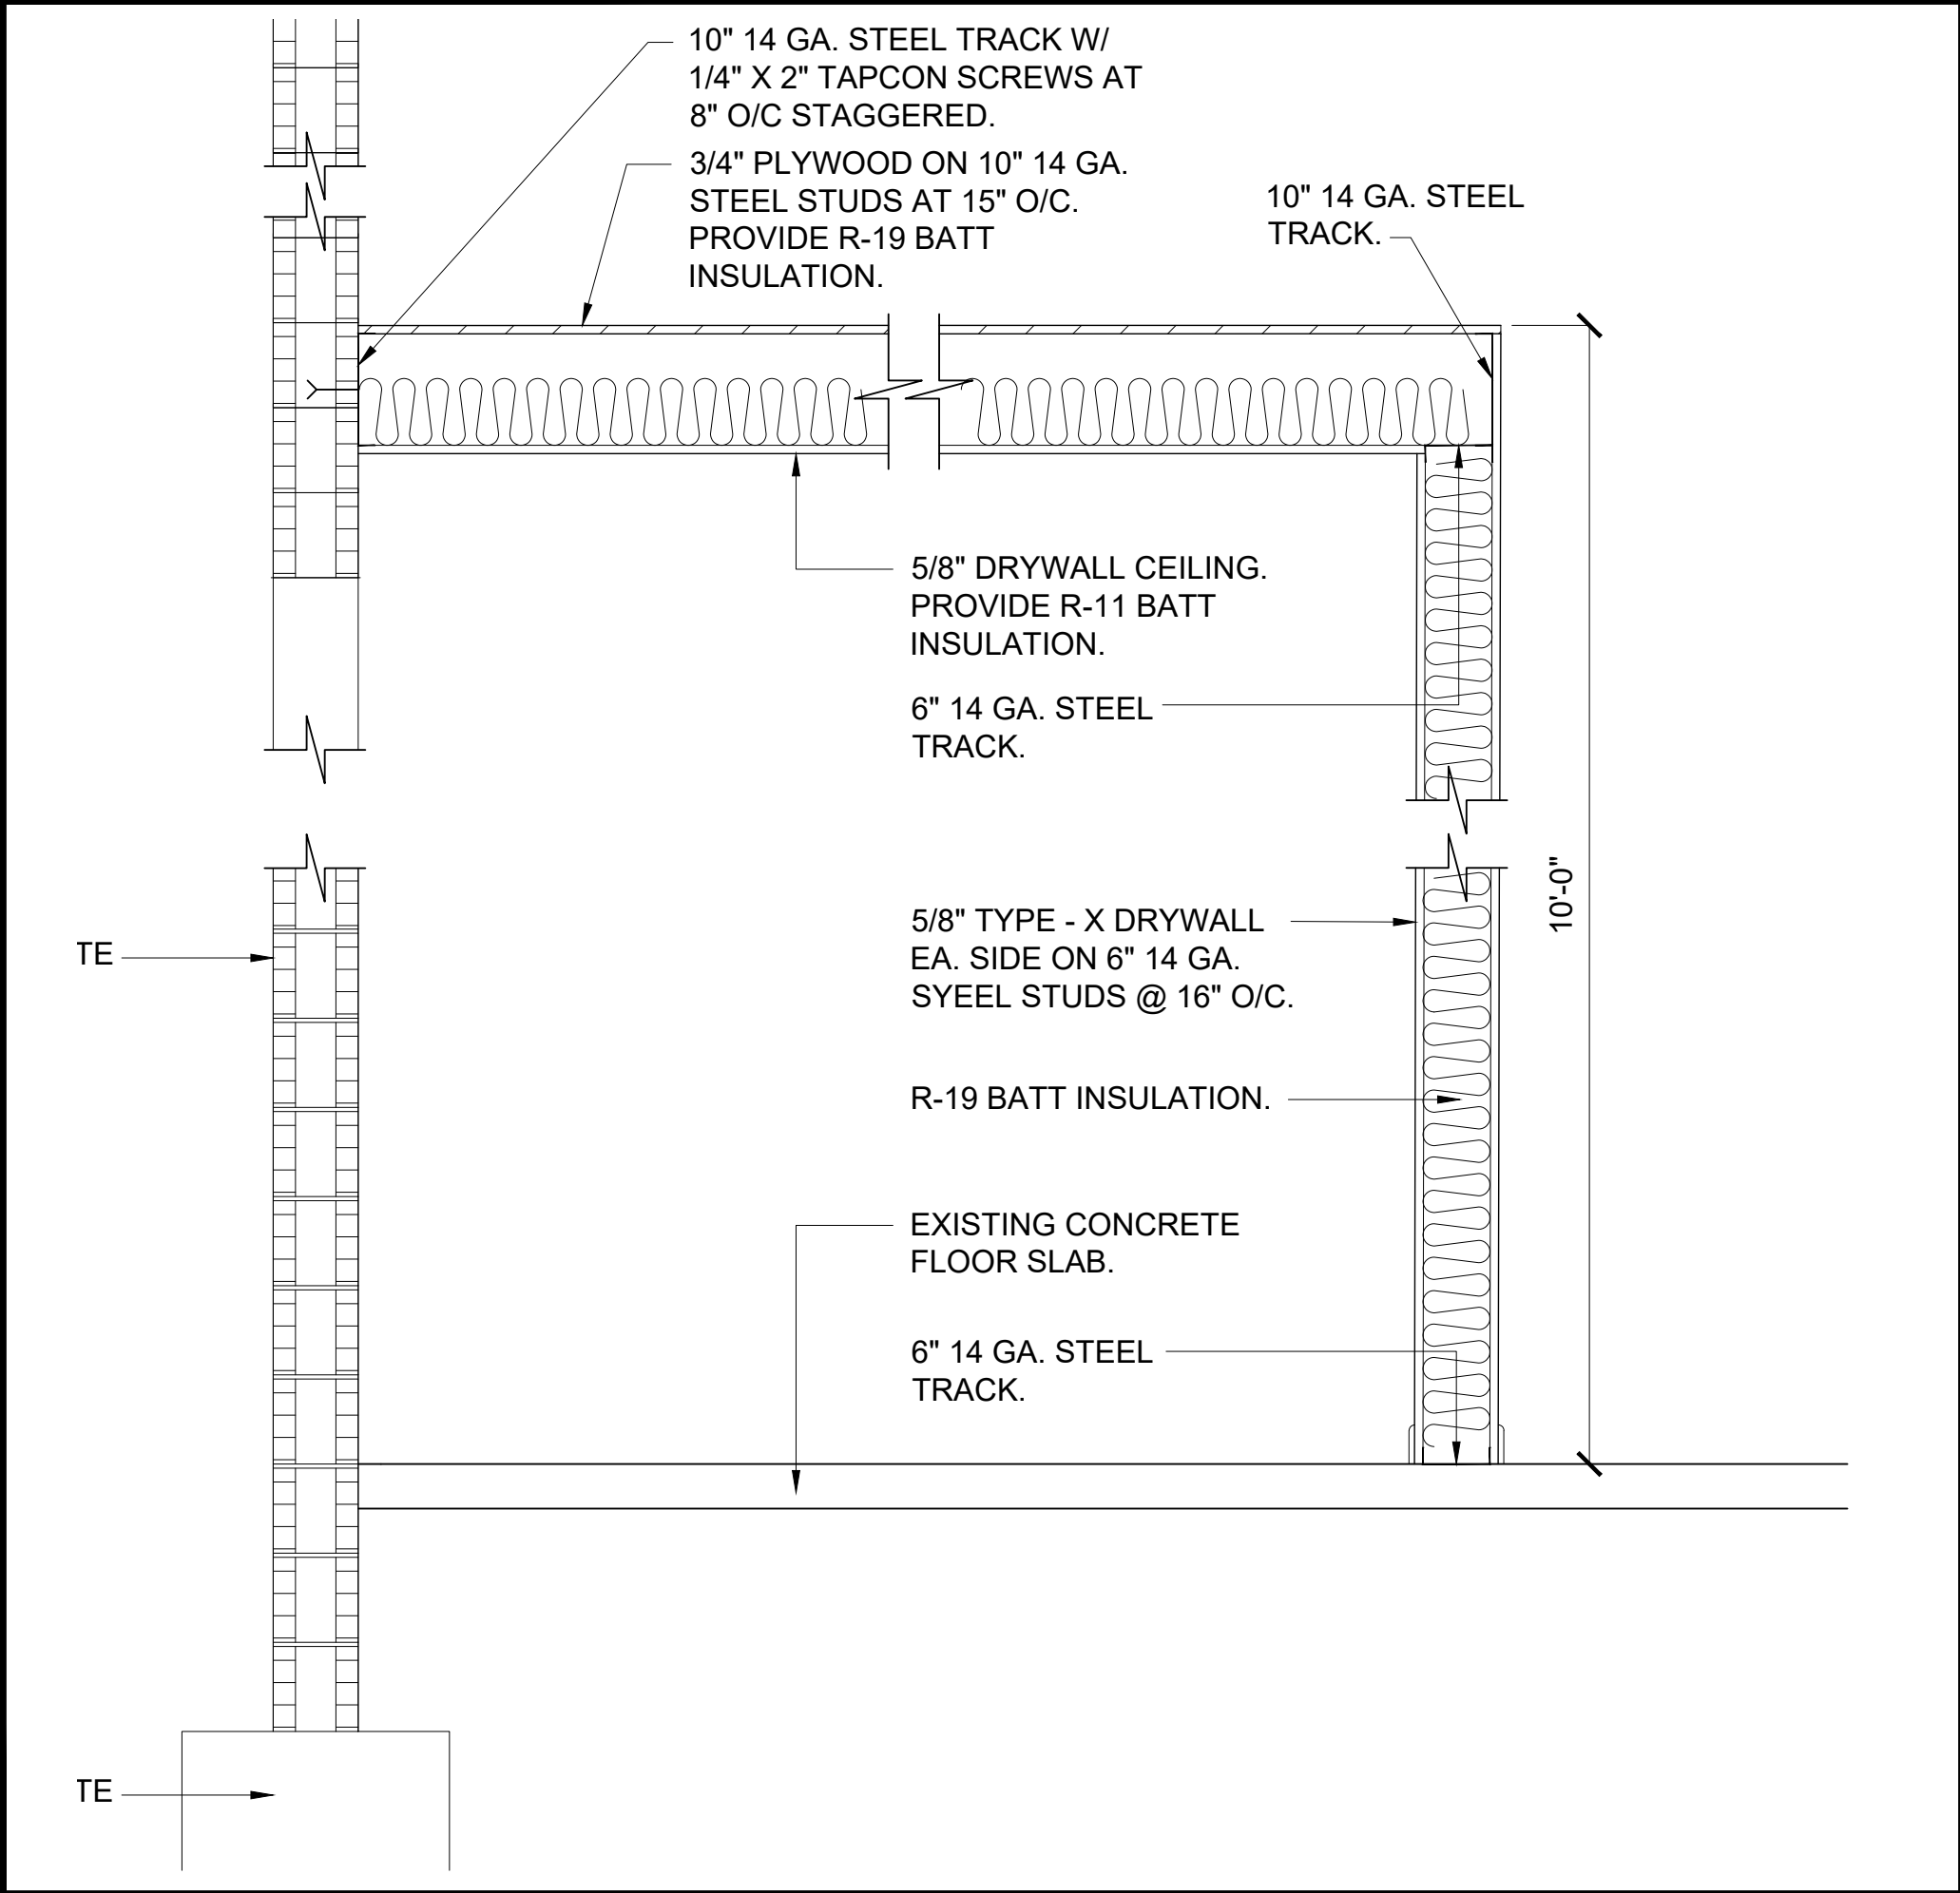 10" 14 GA. STEEL TRACK W/
1/4" X 2" TAPCON SCREWS AT
8" O/C STAGGERED.
3/4" PLYWOOD ON 10" 14 GA.
STEEL STUDS AT 15" O/C.
PROVIDE R-19 BATT
INSULATION.
10" 14 GA. STEEL
TRACK.
5/8" DRYWALL CEILING.
PROVIDE R-11 BATT
INSULATION.
6" 14 GA. STEEL
TRACK.
10'-0"
5/8" TYPE - X DRYWALL
EA. SIDE ON 6" 14 GA.
SYEEL STUDS @ 16" O/C.
TE
R-19 BATT INSULATION.
EXISTING CONCRETE
FLOOR SLAB.
6" 14 GA. STEEL
TRACK.
TE